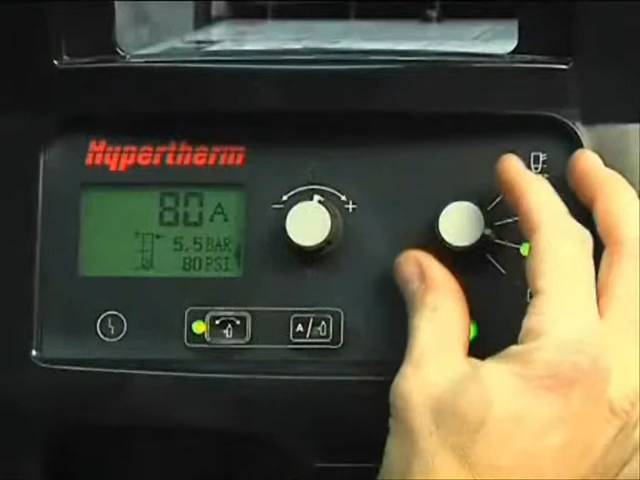 Hypertherm
80 A
5.5 BAR
80 PSI
A/